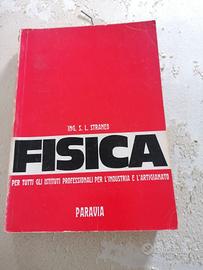 ING. S. L. STRANEO
FISICA
PER TUTTI GLI ISTITUTI PROFESSIONALI PER L'INDUSTRIA E L'ARTIGIANATO
PARAVIA